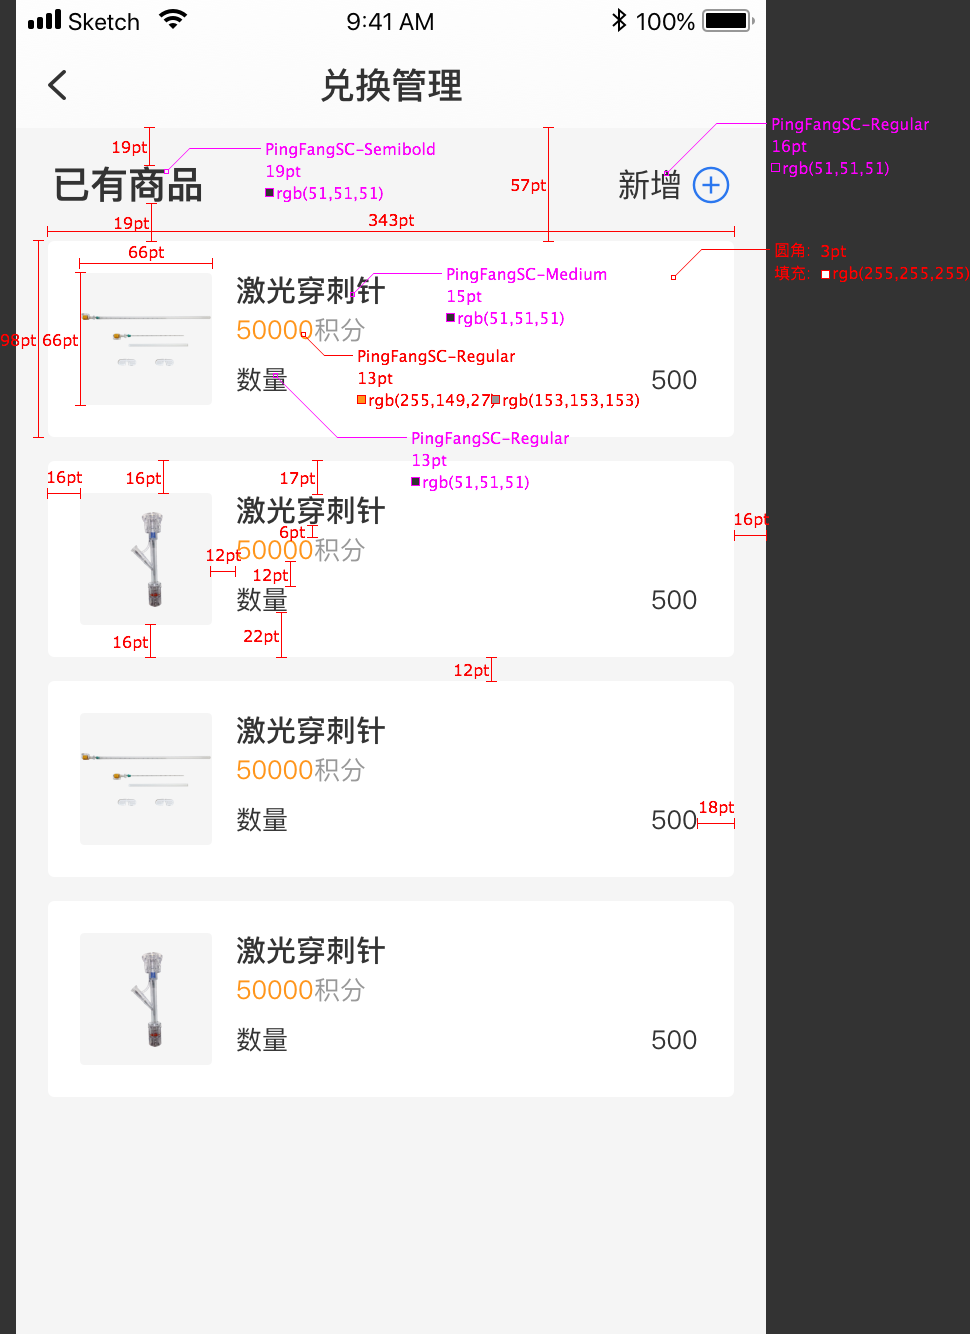 Sketch 9:41 AM 100%
兑换管理
PingFangSC-Regular
16pt
rgb(51,51,51)
19pt
PingFangSC-Semibold
19pt
rgb(51,51,51)
已有商品
57pt
新增
19pt
343pt
66pt
圆角: 3pt
填充: rgb(255,255,255)
激光穿刺针
PingFangSC-Medium
15pt
rgb(51,51,51)
50000积分
98pt
66pt
PingFangSC-Regular
13pt
rgb(255,149,27)
rgb(153,153,153)
数量
500
PingFangSC-Regular
13pt
rgb(51,51,51)
16pt
16pt
17pt
激光穿刺针
16pt
6pt
50000积分
12pt
12pt
数量
500
22pt
16pt
12pt
激光穿刺针
50000积分
18pt
数量
500
激光穿刺针
50000积分
数量
500